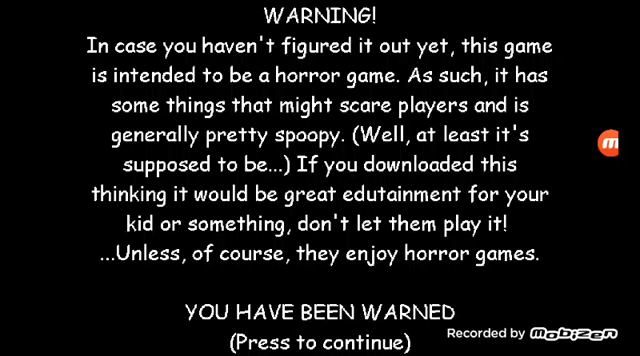 WARNING!
In case you haven't figured it out yet, this game
is intended to be a horror game. As such, it has
some things that might scare players and is
generally pretty spoopy. (Well, at least it's
supposed to be...) If you downloaded this
thinking it would be great edutainment for your
kid or something, don't let them play it!
...Unless, of course, they enjoy horror games.
YOU HAVE BEEN WARNED
(Press to continue)
Recorded by mobizen
m